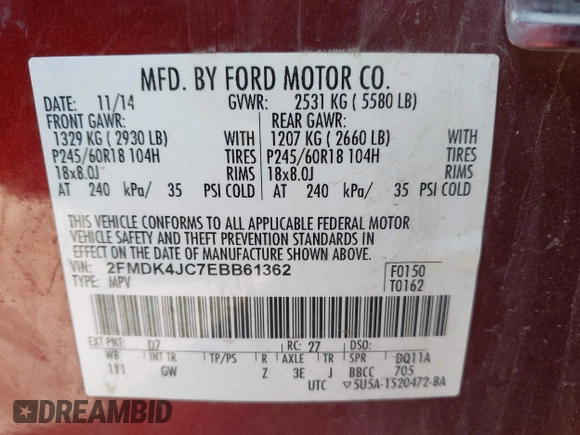 MFD. BY FORD MOTOR CO.
DATE: 11/14 GVWR: 2531 KG ( 5580 LB)
FRONT GAWR: REAR GAWR:
1329 KG ( 2930 LB) WITH 1207 KG ( 2660 LB) WITH
P245/60R18 104H TIRES P245/60R18 104H TIRES
18x8.0J RIMS 18x8.0J RIMS
AT 240 kPa/ 35 PSI COLD AT 240 kPa/ 35 PSI COLD
THIS VEHICLE CONFORMS TO ALL APPLICABLE FEDERAL MOTOR
VEHICLE SAFETY AND THEFT PREVENTION STANDARDS IN
EFFECT ON THE DATE OF MANUFACTURE SHOWN ABOVE.
VIN: 2FMDK4JC7EBB61362 F0150
TYPE: MPV T0162
EXT PNT: D7 RC: 27 DSO:
WB INT TR TP/PS R AXLE TR SPR DQ11A
GW Z 3E J BBCC 705
UTC ▽5U5A-1520472-BA
DREAMBID